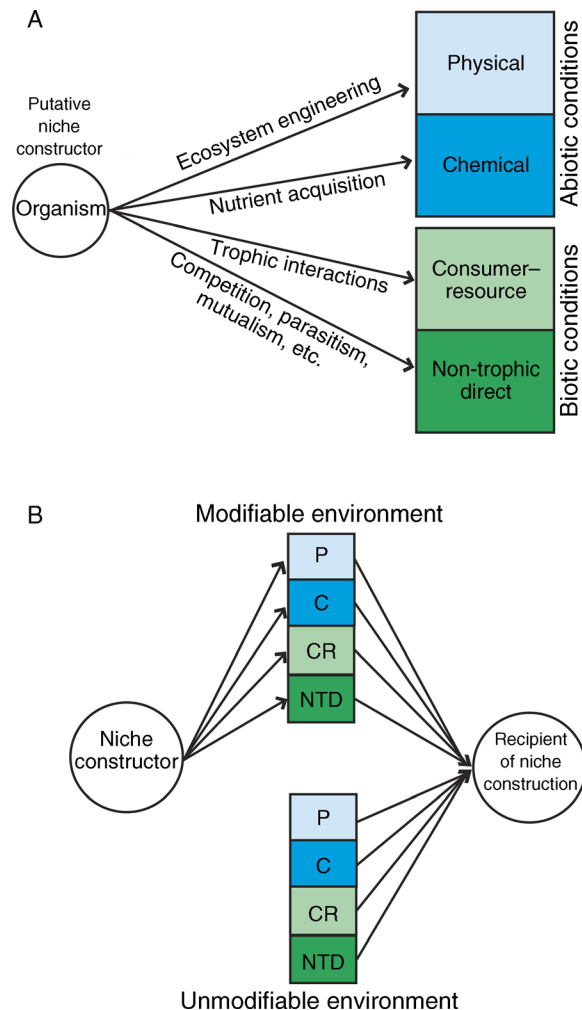 A
Putative
niche
constructor
Organism
Ecosystem engineering
Nutrient acquisition
Trophic interactions
Competition, parasitism,
mutualism, etc.
Physical
Chemical
Abiotic conditions
Consumer–
resource
Non-trophic
direct
Biotic conditions
B
Modifiable environment
P
C
CR
NTD
Niche
constructor
Recipient
of niche
construction
P
C
CR
NTD
Unmodifiable environment